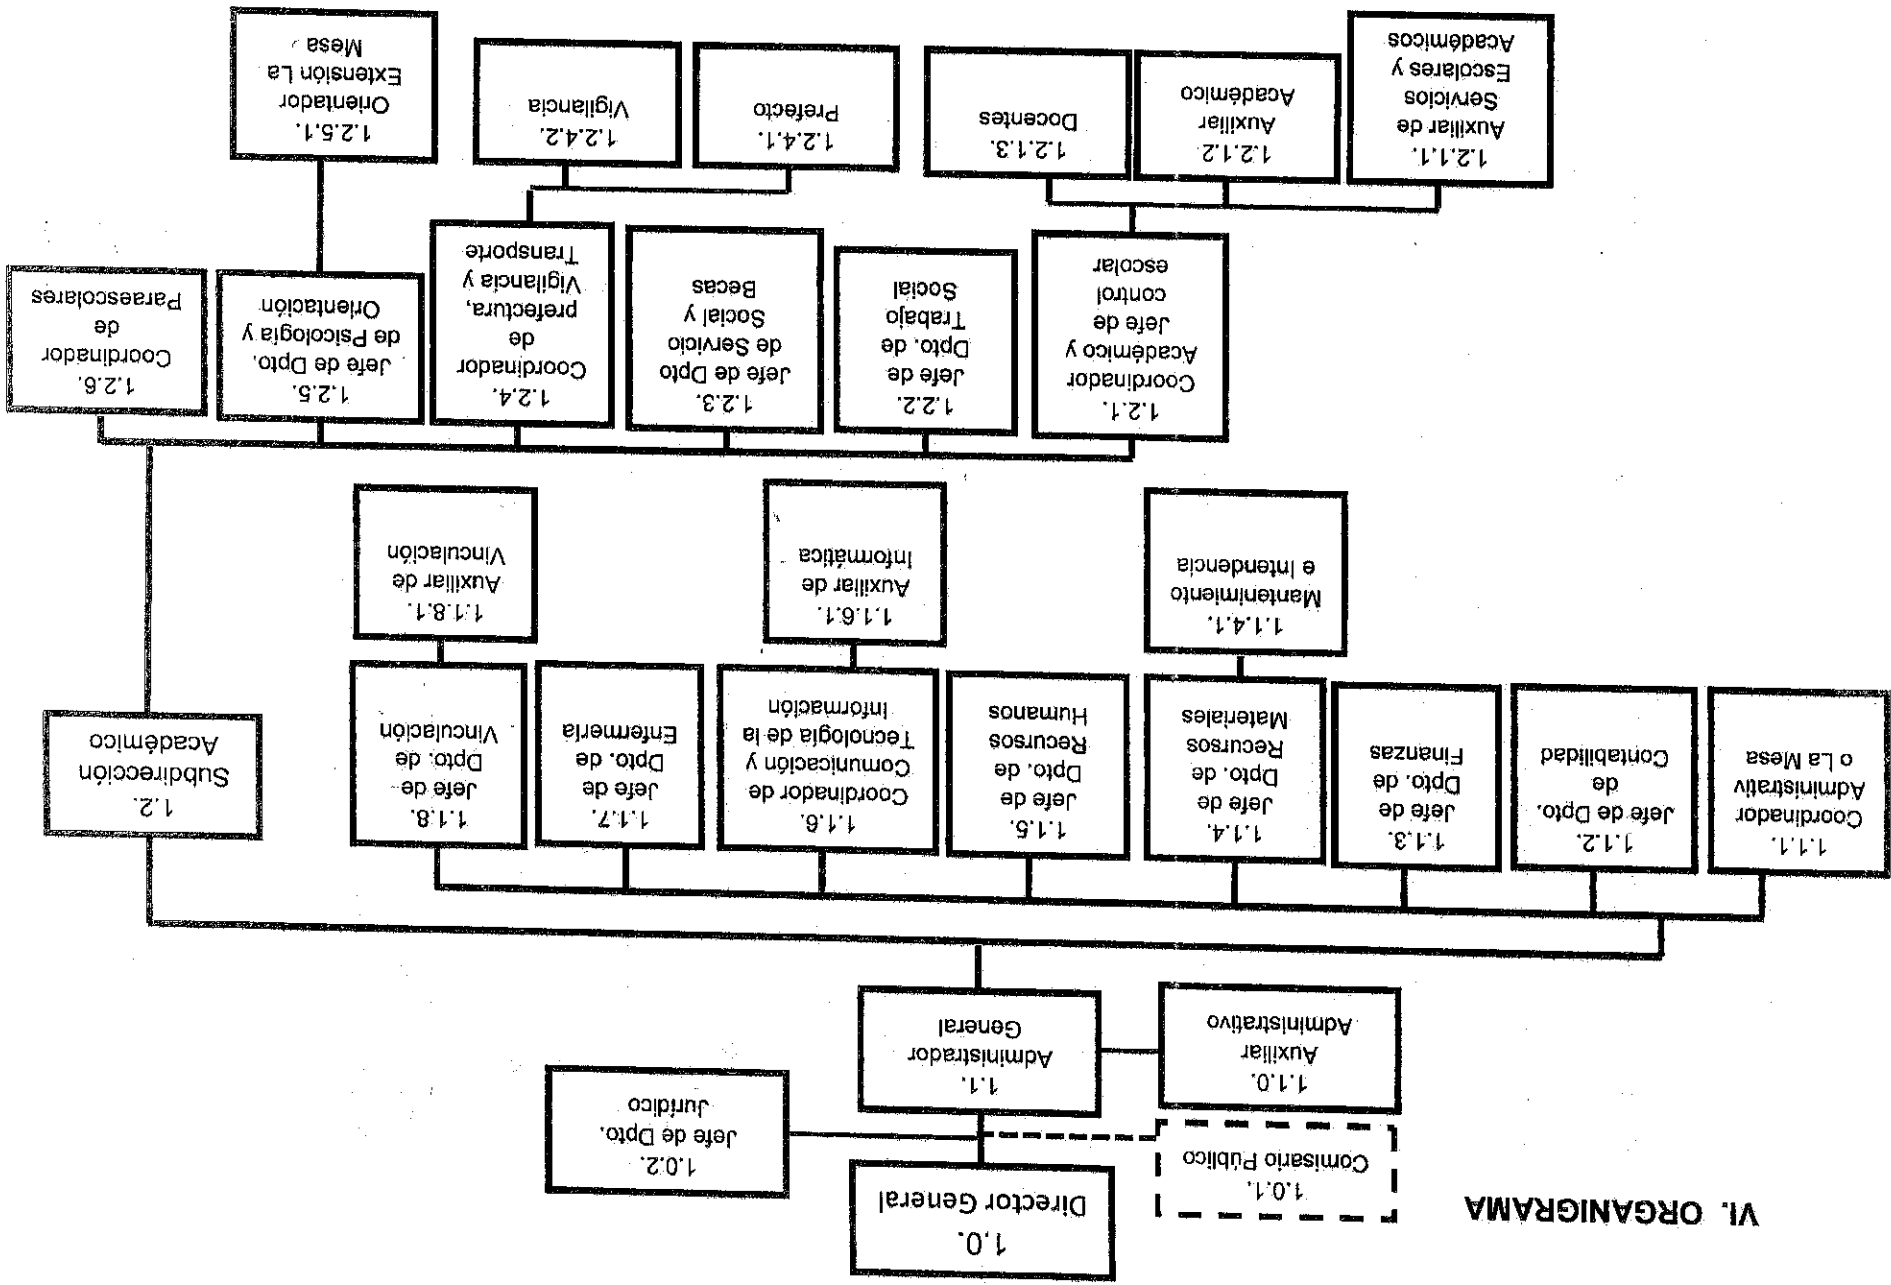 VI. ORGANIGRAMA
1.0.
Director General
1.0.1.
Comisario Público
1.0.2.
Jefe de Dpto.
Jurídico
1.1.
Administrador
General
1.1.0.
Auxiliar
Administrativo
1.1.1.
Coordinador
Administrativ
o La Mesa
1.1.2.
Jefe de Dpto.
de
Contabilidad
1.1.3.
Jefe de
Dpto. de
Finanzas
1.1.4.
Jefe de
Dpto. de
Recursos
Materiales
1.1.5.
Jefe de
Dpto. de
Recursos
Humanos
1.1.6.
Coordinador de
Comunicación y
Tecnología de la
Información
1.1.7.
Jefe de
Dpto. de
Enfermería
1.1.8.
Jefe de
Dpto. de
Vinculación
1.2.
Subdirección
Académico
1.1.4.1.
Mantenimiento
e Intendencia
1.1.6.1.
Auxiliar de
Informática
1.1.8.1.
Auxiliar de
Vinculación
1.2.1.
Coordinador
Académico y
Jefe de
control
escolar
1.2.2.
Jefe de
Dpto. de
Trabajo
Social
1.2.3.
Jefe de Dpto
de Servicio
Social y
Becas
1.2.4.
Coordinador
de
prefectura,
Vigilancia y
Transporte
1.2.5.
Jefe de Dpto.
de Psicología y
Orientación
1.2.6.
Coordinador
de
Paraescolares
1.2.1.1.
Auxiliar de
Servicios
Escolares y
Académicos
1.2.1.2
Auxiliar
Académico
1.2.1.3.
Docentes
1.2.4.1.
Prefecto
1.2.4.2.
Vigilancia
1.2.5.1.
Orientador
Extensión La
Mesa